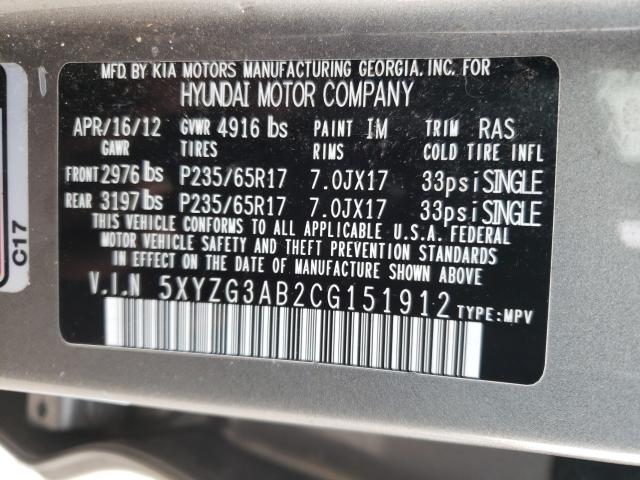 MFD. BY KIA MOTORS MANUFACTURING GEORGIA. INC. FOR
HYUNDAI MOTOR COMPANY
APR/16/12 GVWR 4916 lbs PAINT IM TRIM RAS
GAWR TIRES RIMS COLD TIRE INFL
FRONT 2976 lbs P235/65R17 7.0JX17 33psi SINGLE
REAR 3197 lbs P235/65R17 7.0JX17 33psi SINGLE
THIS VEHICLE CONFORMS TO ALL APPLICABLE U.S.A. FEDERAL
MOTOR VEHICLE SAFETY AND THEFT PREVENTION STANDARDS
IN EFFECT ON THE DATE OF MANUFACTURE SHOWN ABOVE.
V.I.N 5XYZG3AB2CG151912 TYPE:MPV
C17